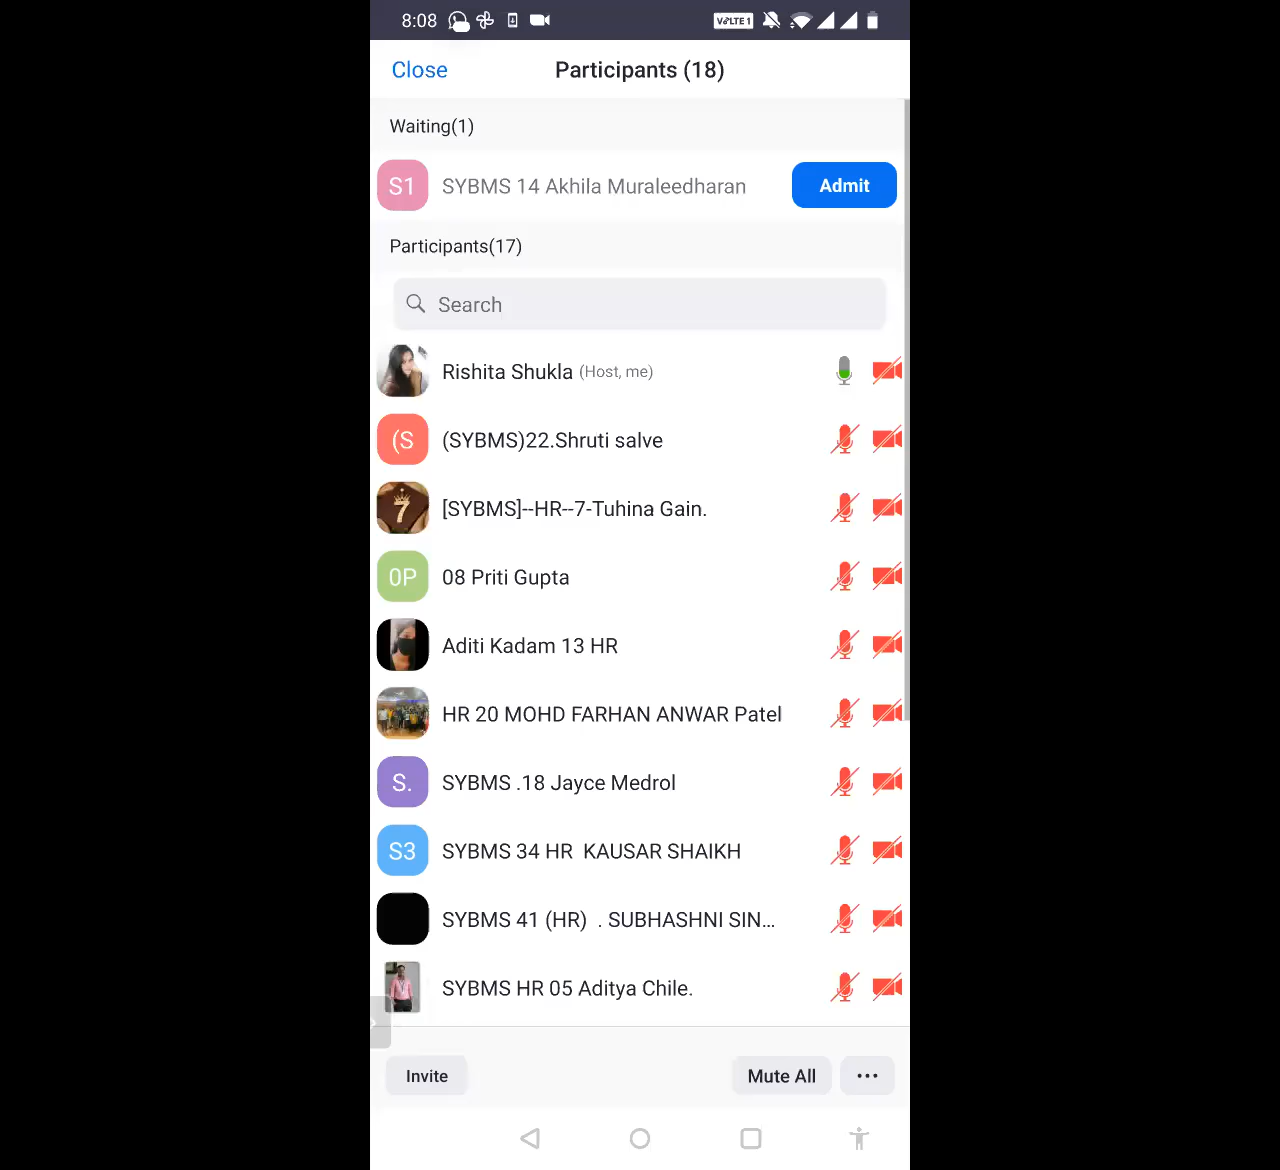 8:08 VoLTE 1
Close Participants (18)
Waiting(1)
S1 SYBMS 14 Akhila Muraleedharan Admit
Participants(17)
Search
Rishita Shukla (Host, me)
(S (SYBMS)22.Shruti salve
7 [SYBMS]--HR--7-Tuhina Gain.
0P 08 Priti Gupta
Aditi Kadam 13 HR
HR 20 MOHD FARHAN ANWAR Patel
S. SYBMS .18 Jayce Medrol
S3 SYBMS 34 HR  KAUSAR SHAIKH
SYBMS 41 (HR)  . SUBHASHNI SIN...
SYBMS HR 05 Aditya Chile.
Invite Mute All